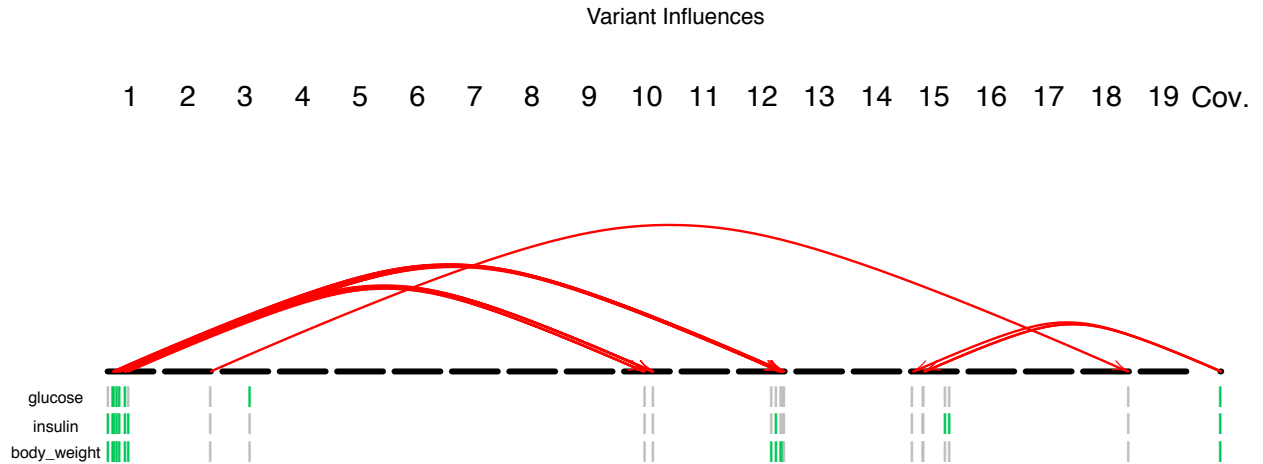 Variant Influences
1 2 3 4 5 6 7 8 9 10 11 12 13 14 15 16 17 18 19 Cov.
glucose
insulin
body_weight